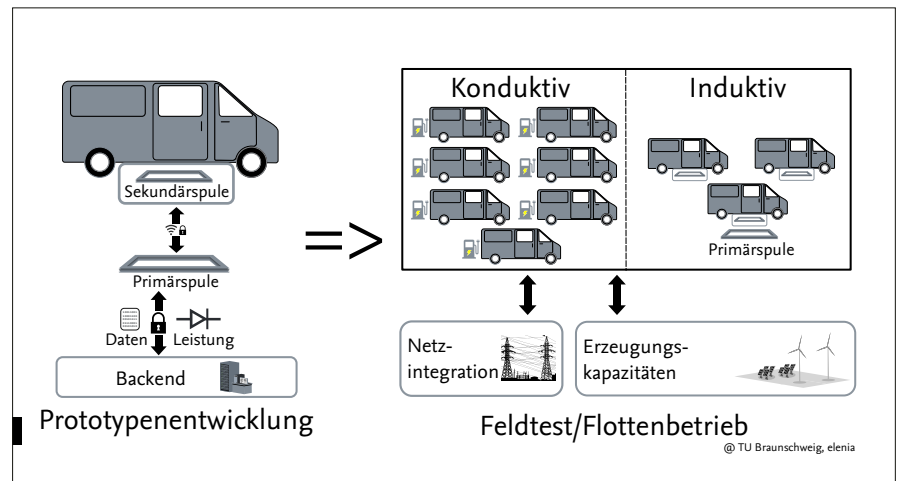 Sekundärspule
Primärspule
Daten
Leistung
Backend
Prototypenentwicklung
=>
Konduktiv
Induktiv
Primärspule
Netz-
integration
Erzeugungs-
kapazitäten
Feldtest/Flottenbetrieb
@ TU Braunschweig, elenia